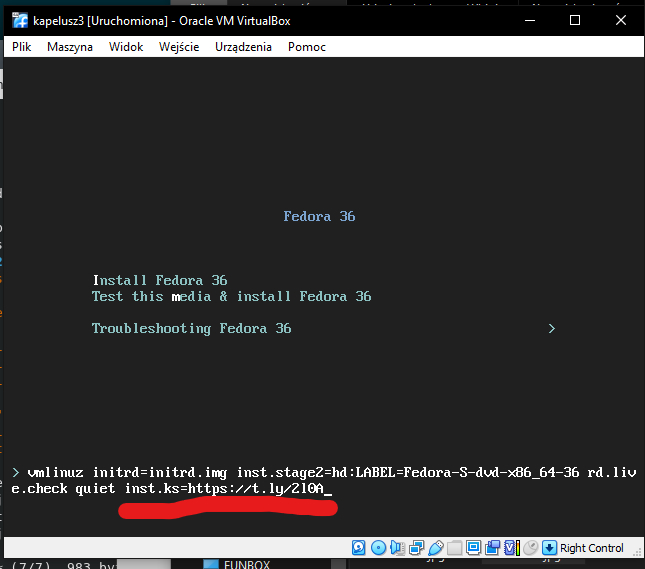 kapelusz3 [Uruchomiona] - Oracle VM VirtualBox
Plik Maszyna Widok Wejście Urządzenia Pomoc
Fedora 36
Install Fedora 36
Test this media & install Fedora 36
Troubleshooting Fedora 36 >
> vmlinuz initrd=initrd.img inst.stage2=hd:LABEL=Fedora-S-dvd-x86_64-36 rd.liv
e.check quiet inst.ks=https://t.ly/2l0A_
Right Control
(7/7), 983 by
FUNBOX